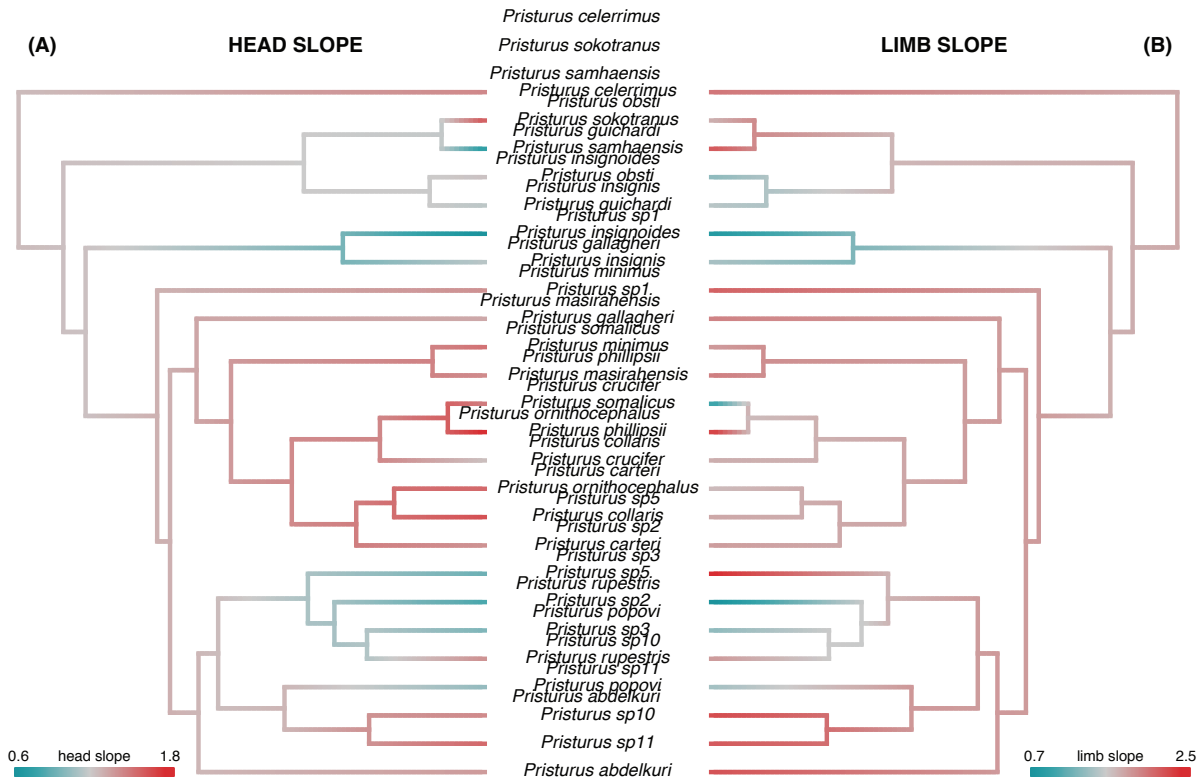 Pristurus celerrimus
(A) HEAD SLOPE Pristurus sokotranus LIMB SLOPE (B)
Pristurus samhaensis
Pristurus celerrimus
Pristurus obsti
Pristurus sokotranus
Pristurus guichardi
Pristurus samhaensis
Pristurus insignoides
Pristurus obsti
Pristurus insignis
Pristurus guichardi
Pristurus sp1
Pristurus insignoides
Pristurus gallagheri
Pristurus insignis
Pristurus minimus
Pristurus sp1
Pristurus masirahensis
Pristurus gallagheri
Pristurus somalicus
Pristurus minimus
Pristurus phillipsii
Pristurus masirahensis
Pristurus crucifer
Pristurus somalicus
Pristurus ornithocephalus
Pristurus phillipsii
Pristurus collaris
Pristurus crucifer
Pristurus carteri
Pristurus ornithocephalus
Pristurus sp5
Pristurus collaris
Pristurus sp2
Pristurus carteri
Pristurus sp3
Pristurus sp5
Pristurus rupestris
Pristurus sp2
Pristurus popovi
Pristurus sp3
Pristurus sp10
Pristurus rupestris
Pristurus sp11
Pristurus popovi
Pristurus abdelkuri
Pristurus sp10
Pristurus sp11
0.6 head slope 1.8
0.7 limb slope 2.5
Pristurus abdelkuri